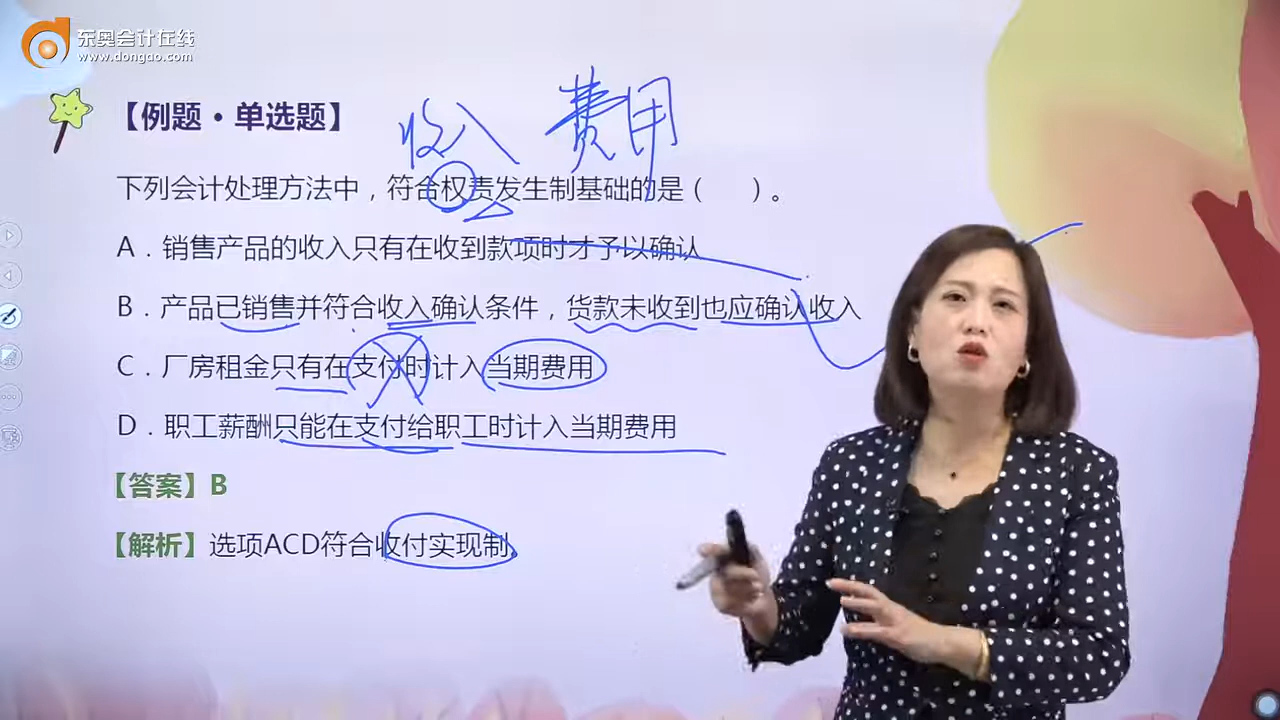 东奥会计在线
www.dongao.com
【例题·单选题】
收入 费用
下列会计处理方法中，符合权责发生制基础的是（ ）。
A．销售产品的收入只有在收到款项时才予以确认
B．产品已销售并符合收入确认条件，货款未收到也应确认收入
C．厂房租金只有在支付时计入当期费用
D．职工薪酬只能在支付给职工时计入当期费用
【答案】B
【解析】选项ACD符合收付实现制。